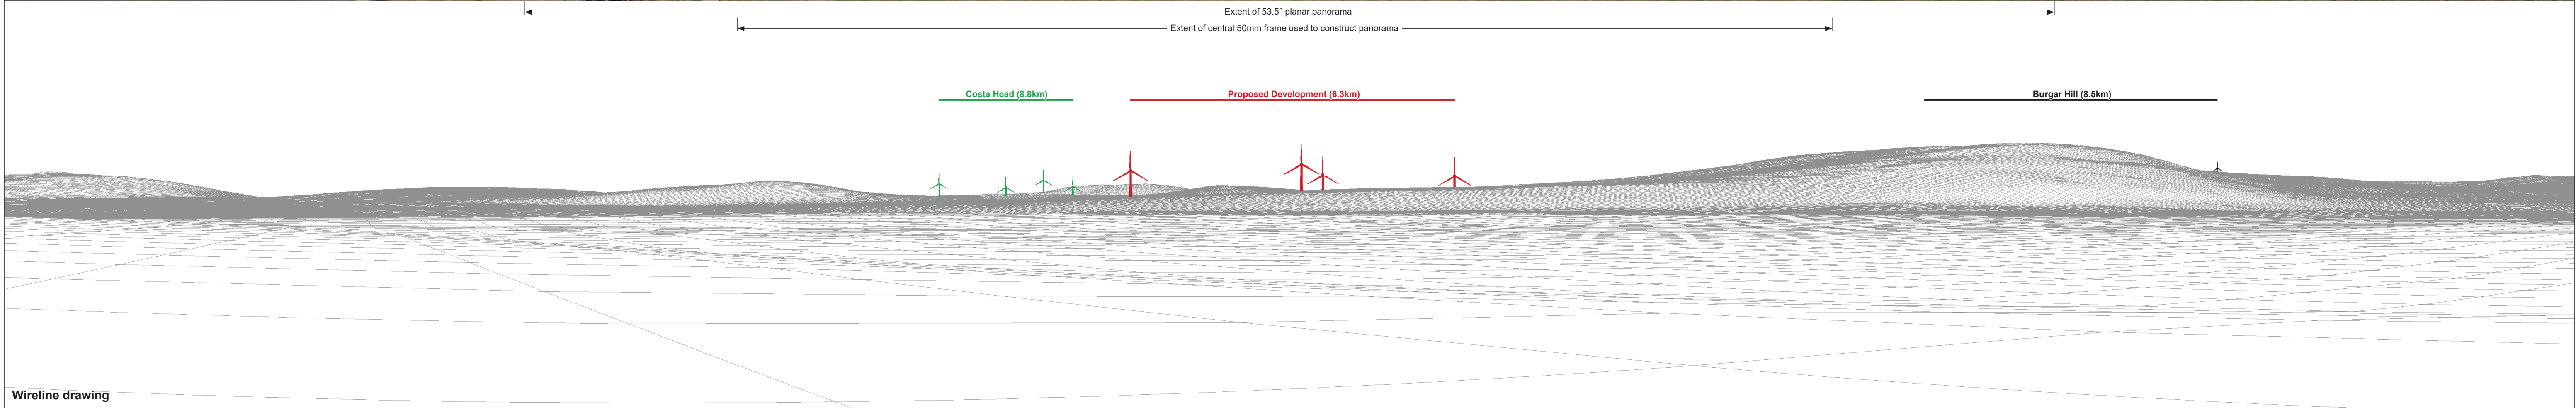 Extent of 53.5° planar panorama
Extent of central 50mm frame used to construct panorama
Costa Head (8.8km)
Proposed Development (6.3km)
Burgar Hill (8.5km)
Wireline drawing